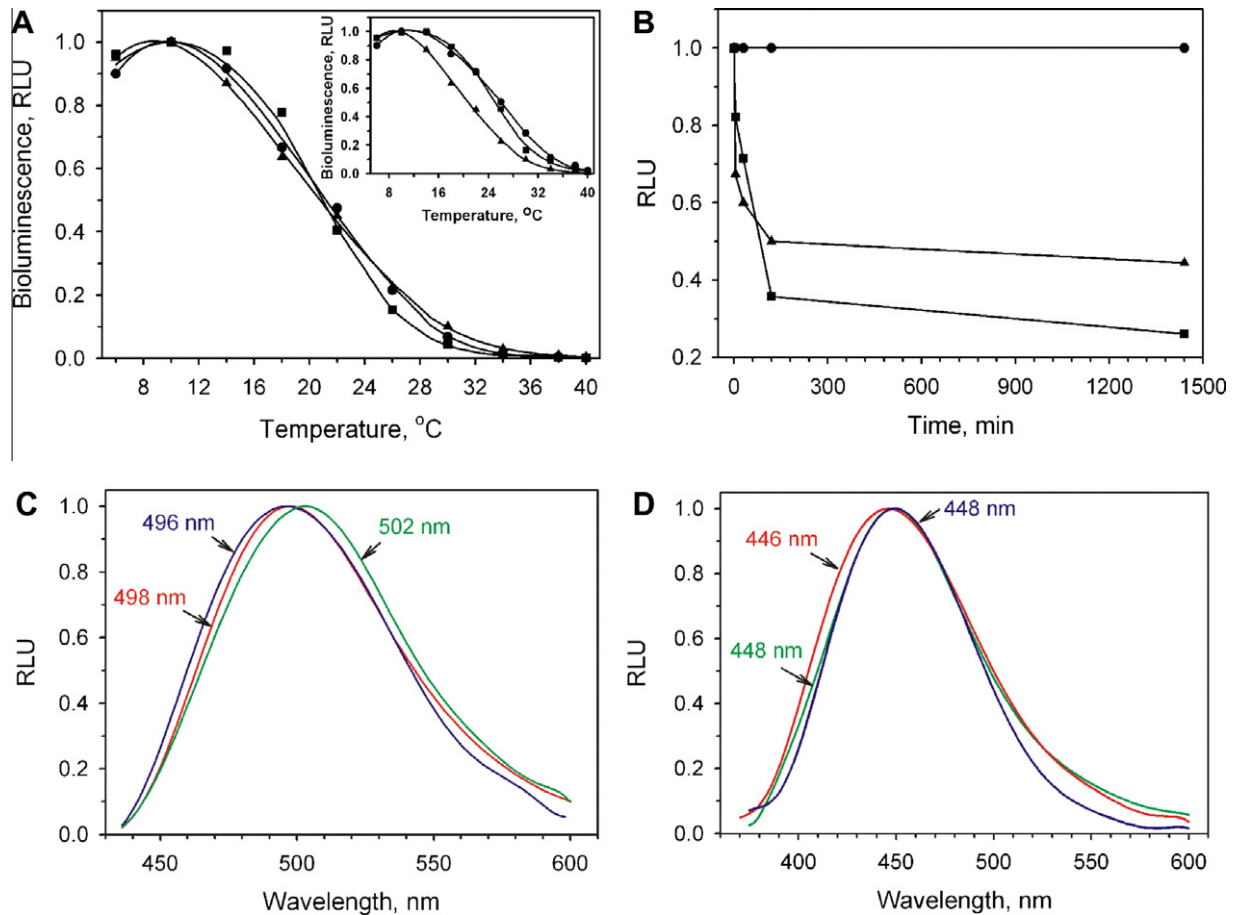 A
Bioluminescence, RLU
1.0
0.8
0.6
0.4
0.2
0.0
8 12 16 20 24 28 32 36 40
Temperature, °C
Bioluminescence, RLU
1.0
0.8
0.6
0.4
0.2
0.0
8 16 24 32 40
Temperature, °C
B
RLU
1.0
0.8
0.6
0.4
0.2
0 300 600 900 1200 1500
Time, min
C
RLU
1.0
0.8
0.6
0.4
0.2
0.0
496 nm
502 nm
498 nm
450 500 550 600
Wavelength, nm
D
RLU
1.0
0.8
0.6
0.4
0.2
0.0
448 nm
446 nm
448 nm
400 450 500 550 600
Wavelength, nm